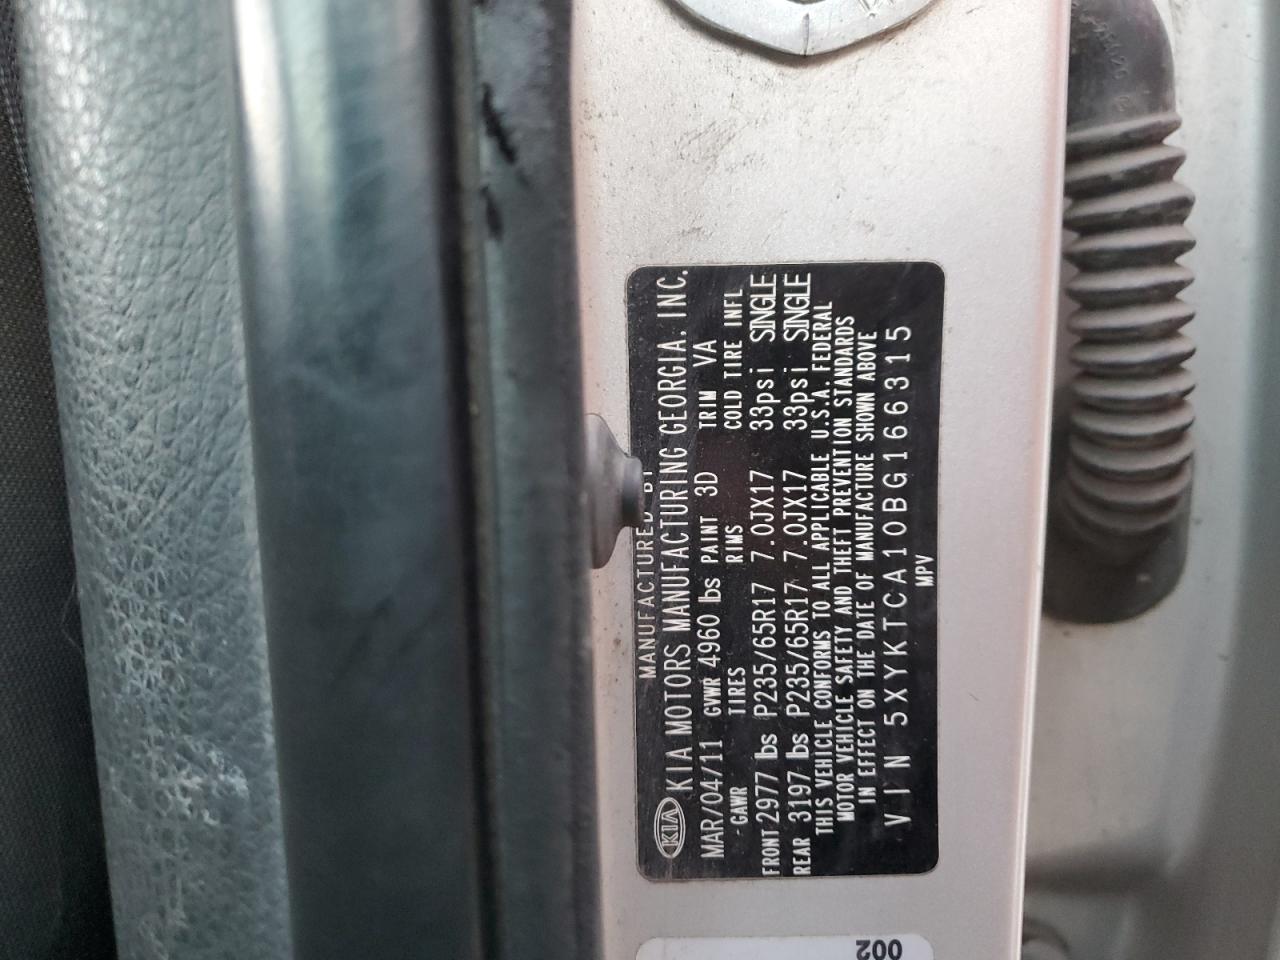 MANUFACTURED BY
KIA KIA MOTORS MANUFACTURING GEORGIA, INC.
MAR/04/11 GVWR 4960 lbs PAINT 3D TRIM VA
-GAWR TIRES RIMS COLD TIRE INFL
FRONT 2977 lbs P235/65R17 7.0JX17 33psi SINGLE
REAR 3197 lbs P235/65R17 7.0JX17 33psi SINGLE
THIS VEHICLE CONFORMS TO ALL APPLICABLE U.S.A. FEDERAL
MOTOR VEHICLE SAFETY AND THEFT PREVENTION STANDARDS
IN EFFECT ON THE DATE OF MANUFACTURE SHOWN ABOVE
VIN 5XYKTCA10BG166315
MPV
002